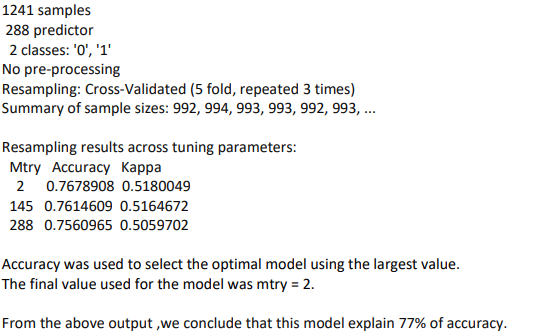 1241 samples
288 predictor
2 classes: '0', '1'
No pre-processing
Resampling: Cross-Validated (5 fold, repeated 3 times)
Summary of sample sizes: 992, 994, 993, 993, 992, 993, ...
Resampling results across tuning parameters:
Mtry Accuracy Kappa
2 0.7678908 0.5180049
145 0.7614609 0.5164672
288 0.7560965 0.5059702
Accuracy was used to select the optimal model using the largest value.
The final value used for the model was mtry = 2.
From the above output ,we conclude that this model explain 77% of accuracy.